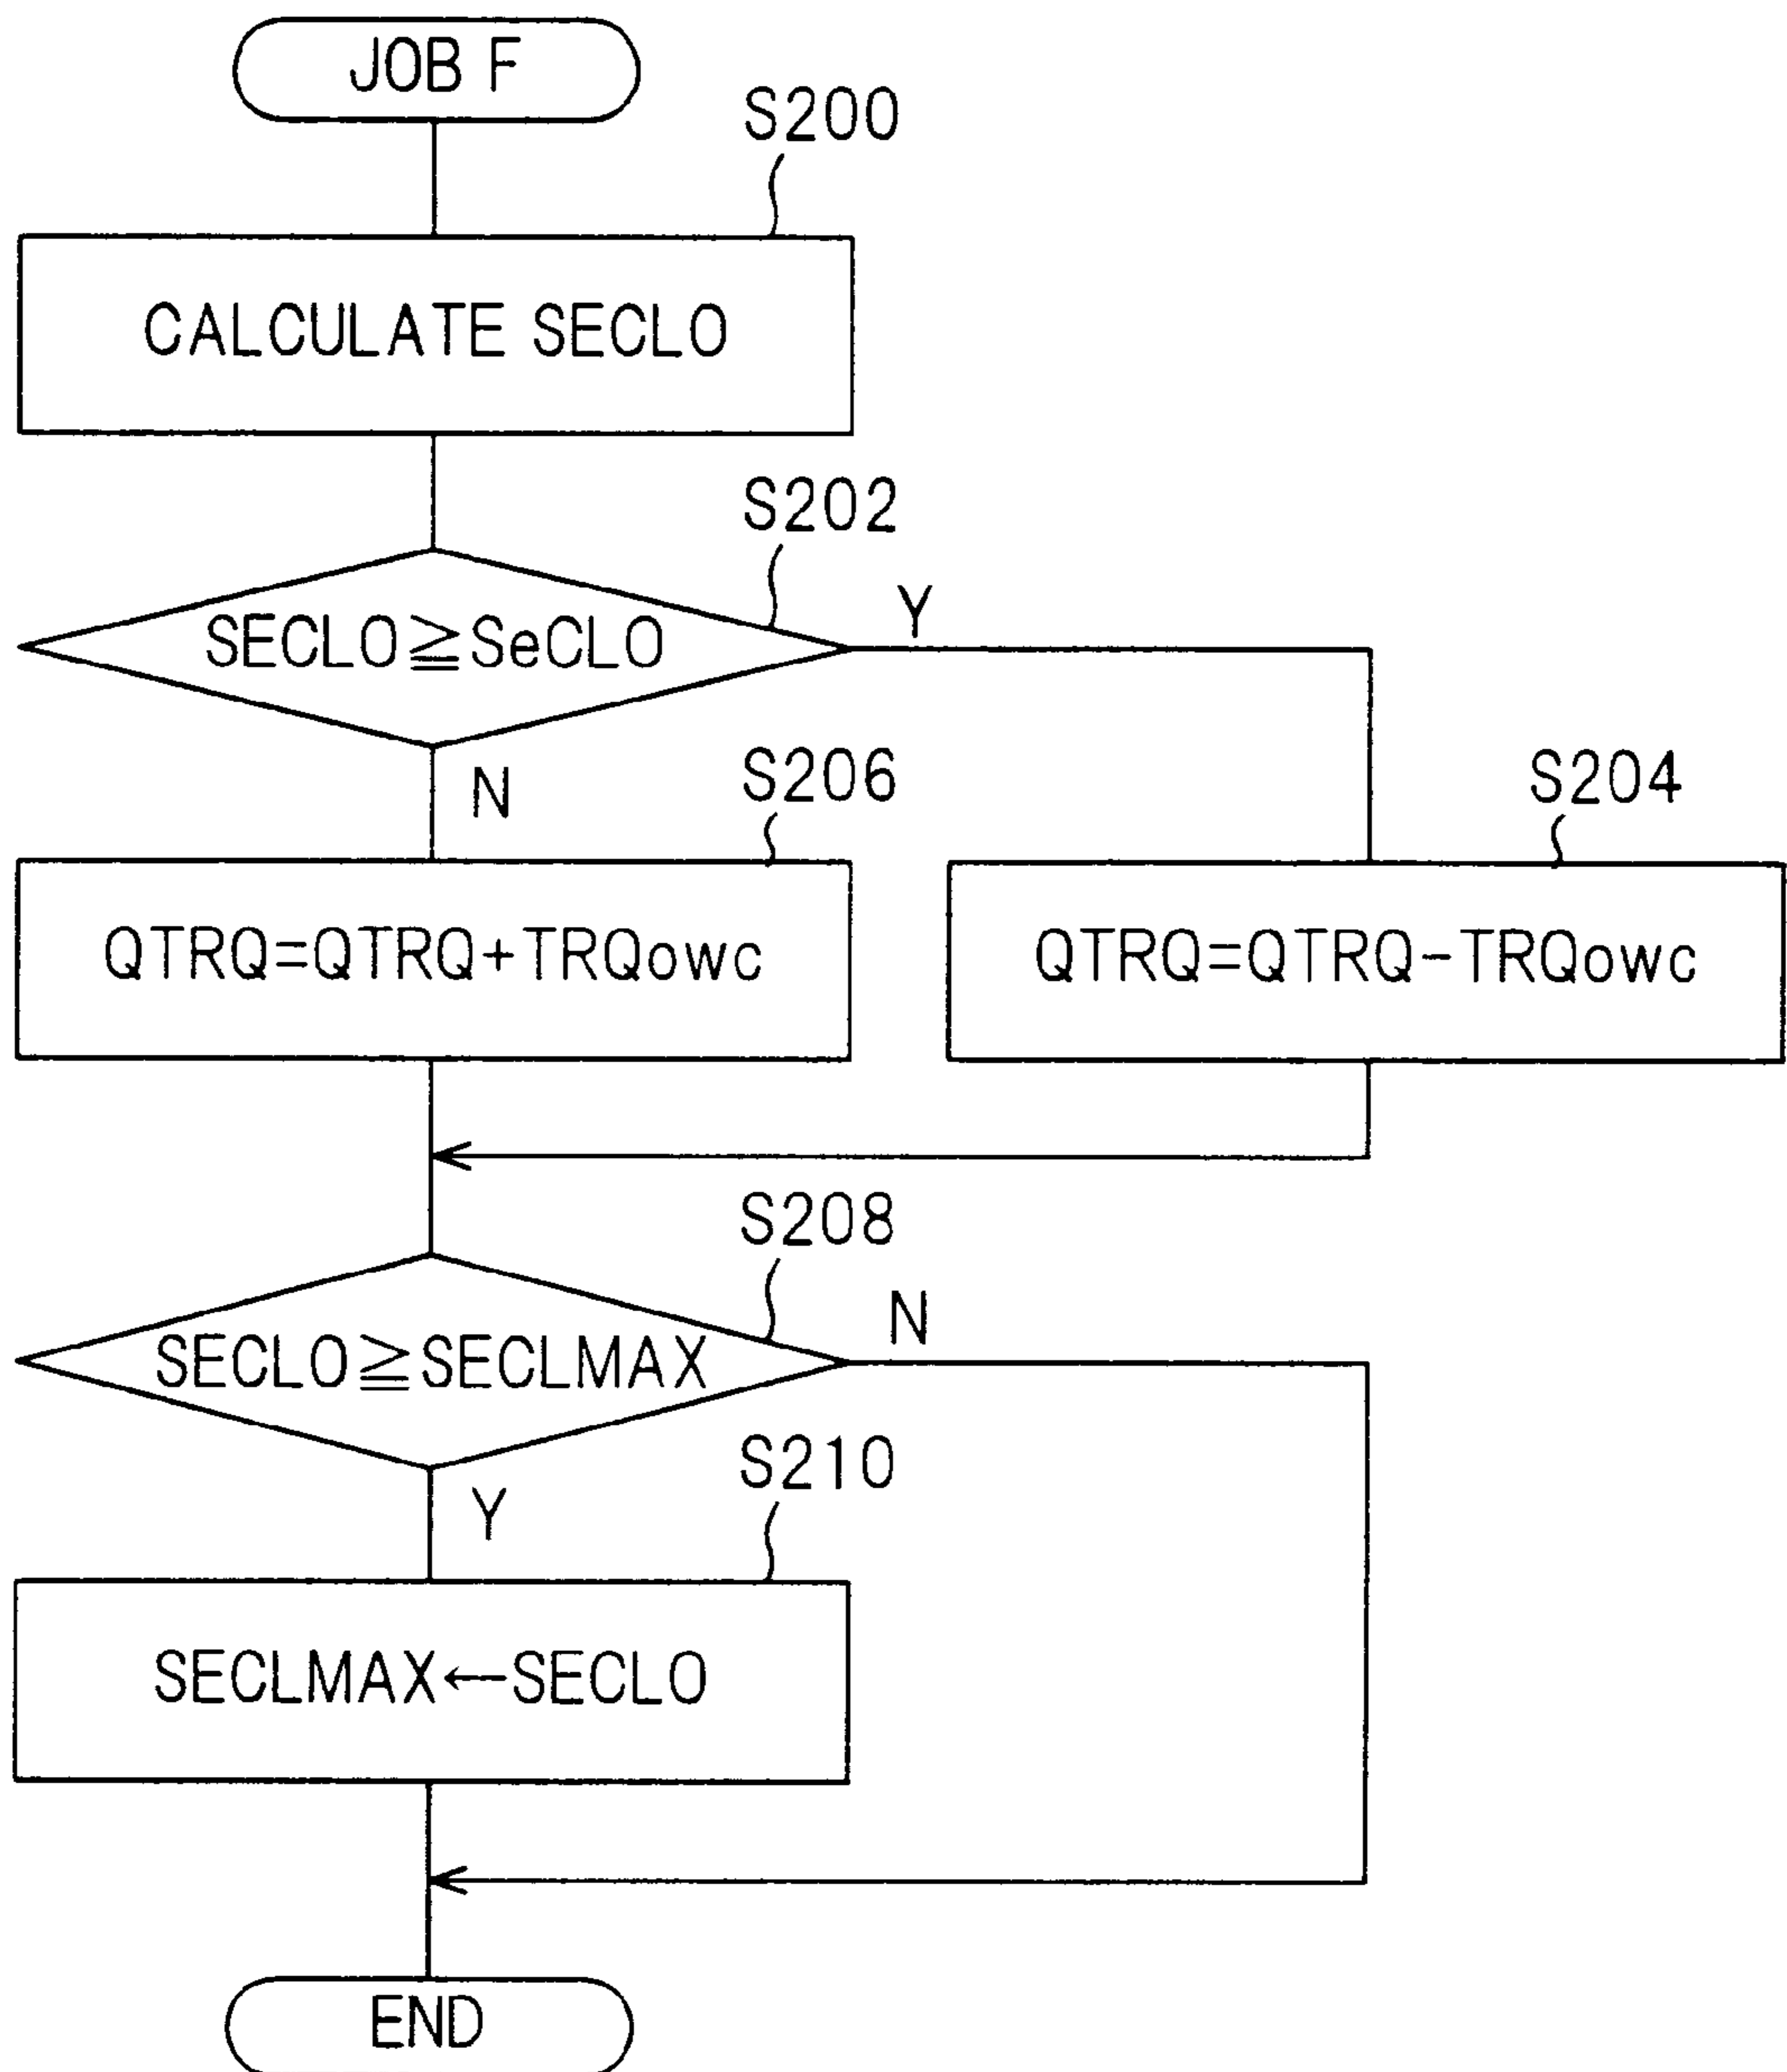 JOB F
S200
CALCULATE SECLO
S202
SECLO≧SeCLO
Y
N
S206
S204
QTRQ=QTRQ+TRQowc
QTRQ=QTRQ-TRQowc
S208
SECLO≧SECLMAX
N
S210
Y
SECLMAX←SECLO
END